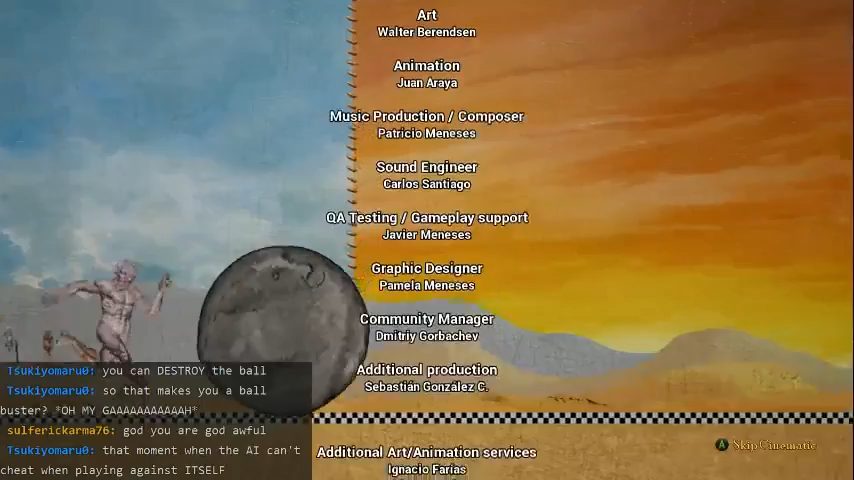 Art
Walter Berendsen
Animation
Juan Araya
Music Production / Composer
Patricio Meneses
Sound Engineer
Carlos Santiago
QA Testing / Gameplay support
Javier Meneses
Graphic Designer
Pamela Meneses
Community Manager
Dmitriy Gorbachev
Additional production
Sebastián González C.
Additional Art/Animation services
Ignacio Farías
Tsukiyomaru0: you can DESTROY the ball
Tsukiyomaru0: so that makes you a ball
buster? *OH MY GAAAAAAAAAAAH*
sulferickarma76: god you are god awful
Tsukiyomaru0: that moment when the AI can't
cheat when playing against ITSELF
A Skip Cinematic